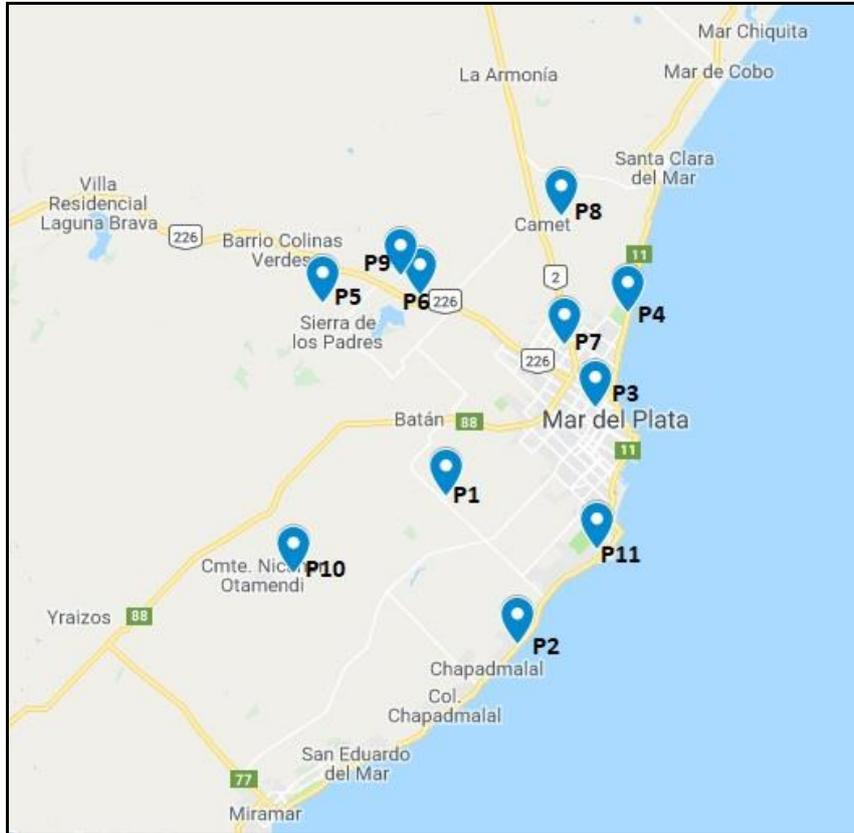 Mar Chiquita
La Armonía
Mar de Cobo
Santa Clara
del Mar
Villa
Residencial
Laguna Brava
226
Barrio Colinas
Verdes
P9
P8
Camet
11
2
P5
P6
226
P4
Sierra de
los Padres
P7
226
P3
Batán
88
Mar del Plata
11
P1
P11
Cmte.
Otamendi
P10
Yraizos
88
P2
Chapadmalal
Col.
Chapadmalal
San Eduardo
del Mar
77
Miramar